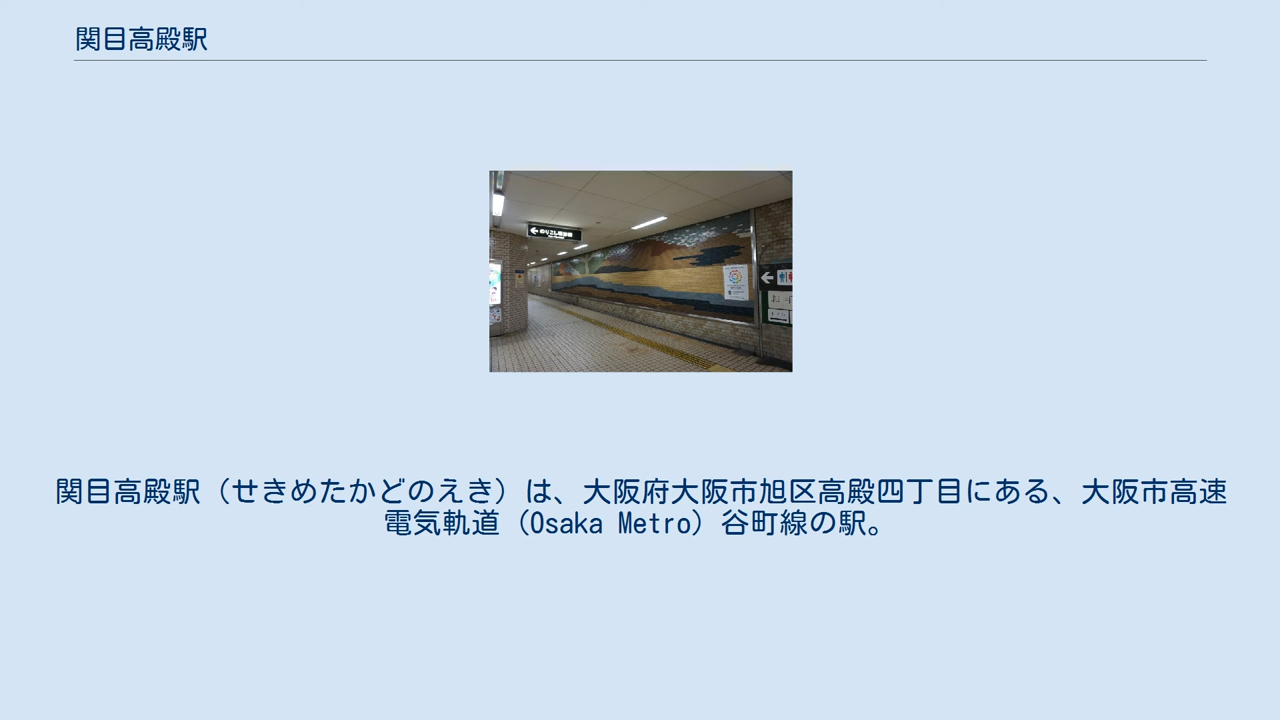 関目高殿駅
関目高殿駅（せきめたかどのえき）は、大阪府大阪市旭区高殿四丁目にある、大阪市高速
電気軌道（Osaka Metro）谷町線の駅。